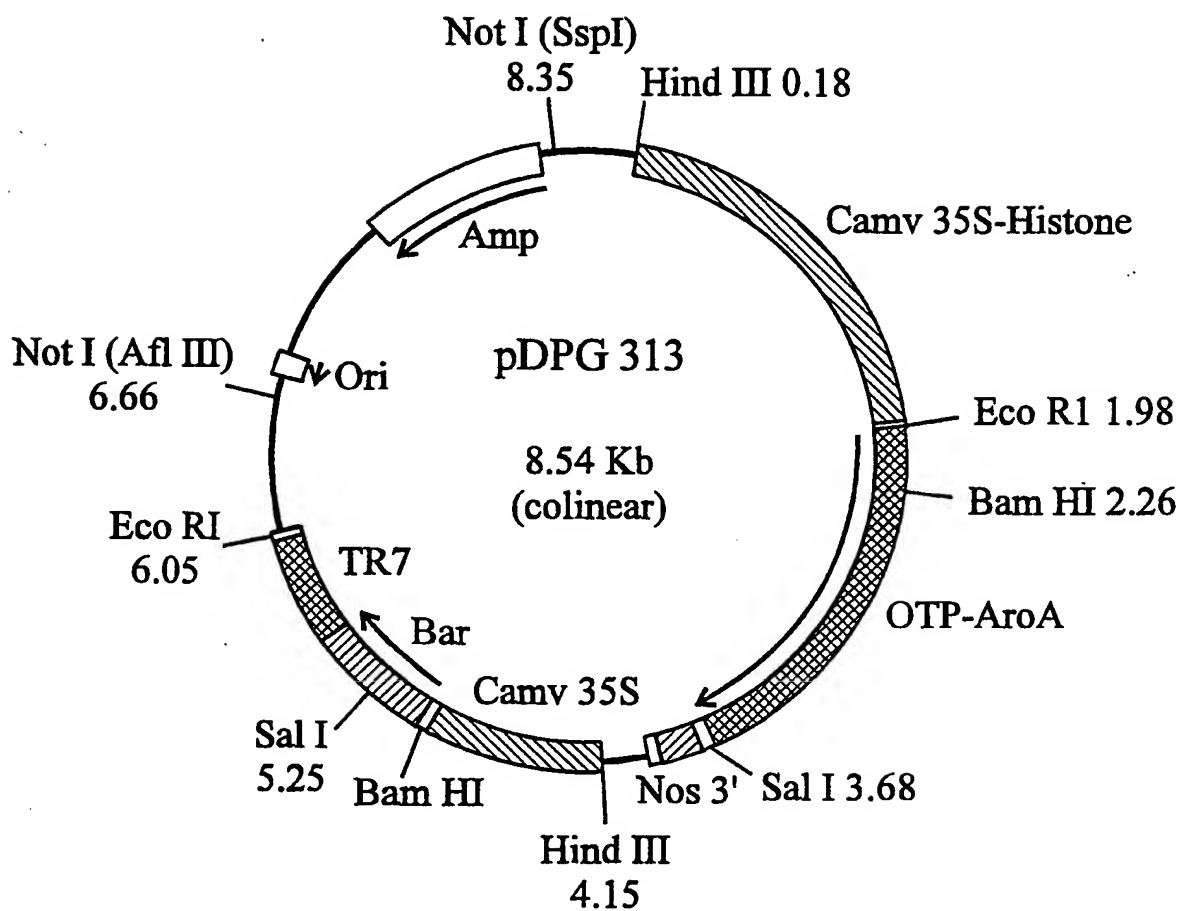 Not I (SspI)
8.35
Hind III 0.18
Camv 35S-Histone
Amp
Not I (Afl III)
6.66
Ori
pDPG 313
Eco R1 1.98
8.54 Kb
(colinear)
Bam HI 2.26
Eco RI
6.05
TR7
OTP-AroA
Bar
Camv 35S
Sal I
5.25
Bam HI
Nos 3'
Sal I 3.68
Hind III
4.15